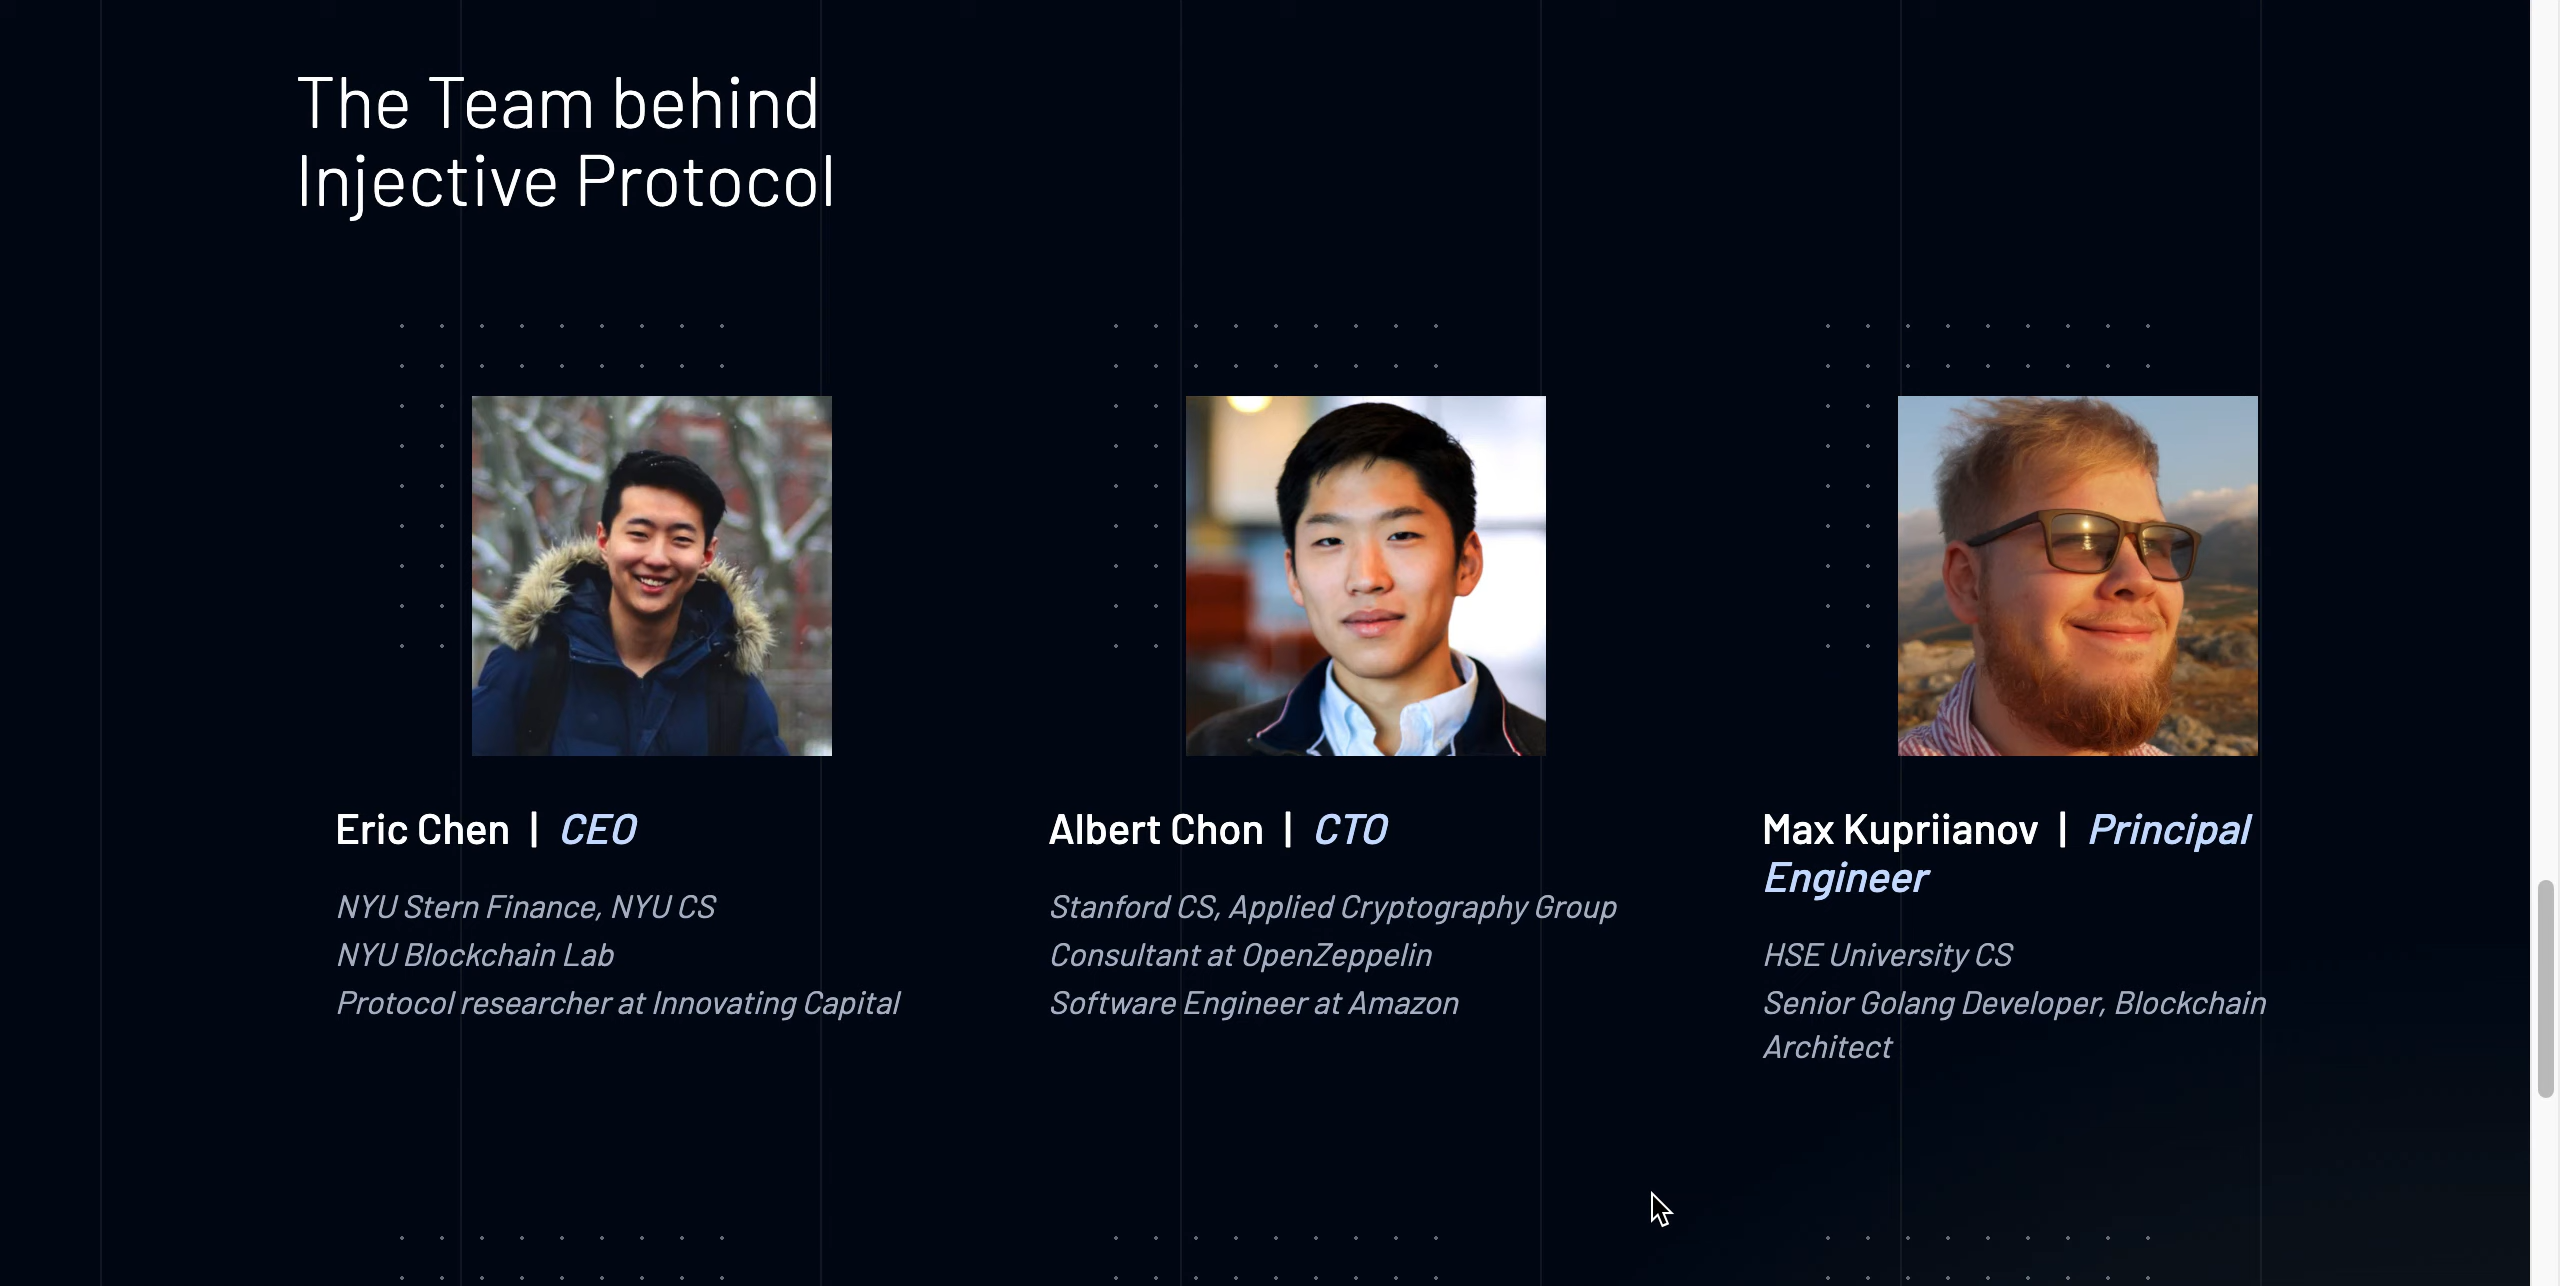 The Team behind
Injective Protocol
Eric Chen | CEO
NYU Stern Finance, NYU CS
NYU Blockchain Lab
Protocol researcher at Innovating Capital
Albert Chon | CTO
Stanford CS, Applied Cryptography Group
Consultant at OpenZeppelin
Software Engineer at Amazon
Max Kupriianov | Principal
Engineer
HSE University CS
Senior Golang Developer, Blockchain
Architect